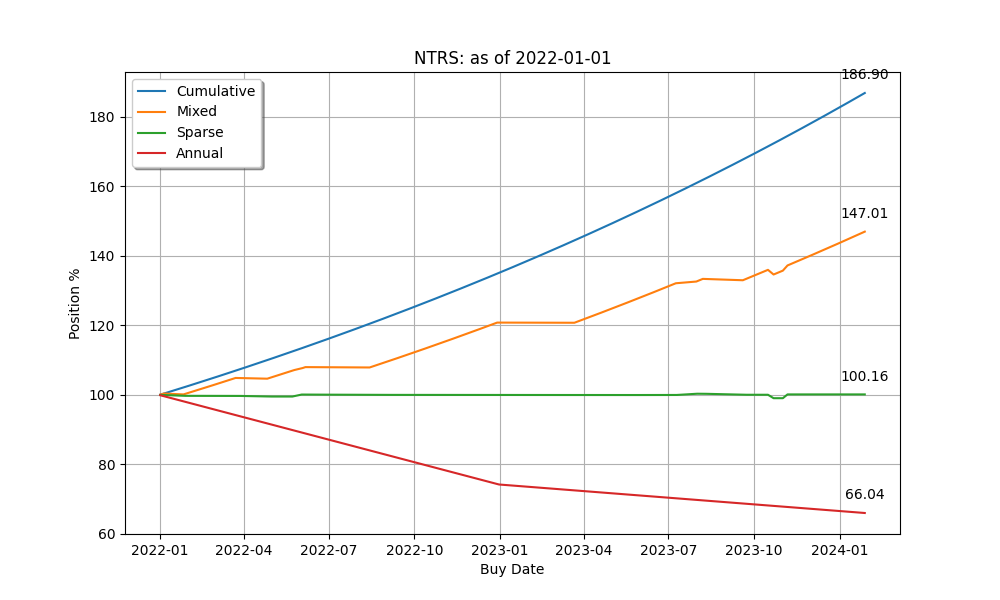 NTRS: as of 2022-01-01
186.90
Cumulative
Mixed
Sparse
Annual
147.01
100.16
66.04
180
160
140
120
100
80
60
Position %
2022-01
2022-04
2022-07
2022-10
2023-01
2023-04
2023-07
2023-10
2024-01
Buy Date